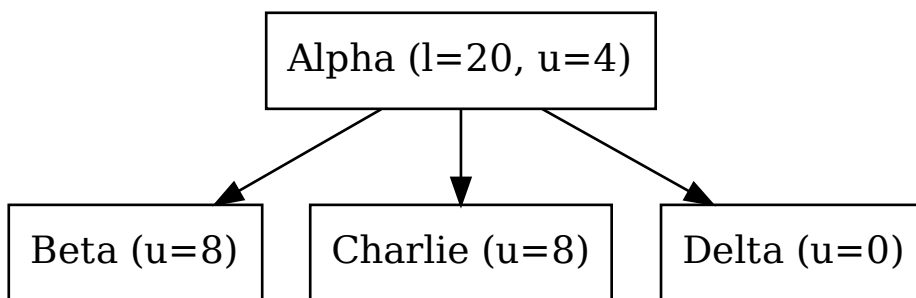 Alpha (l=20, u=4)
Beta (u=8)
Charlie (u=8)
Delta (u=0)